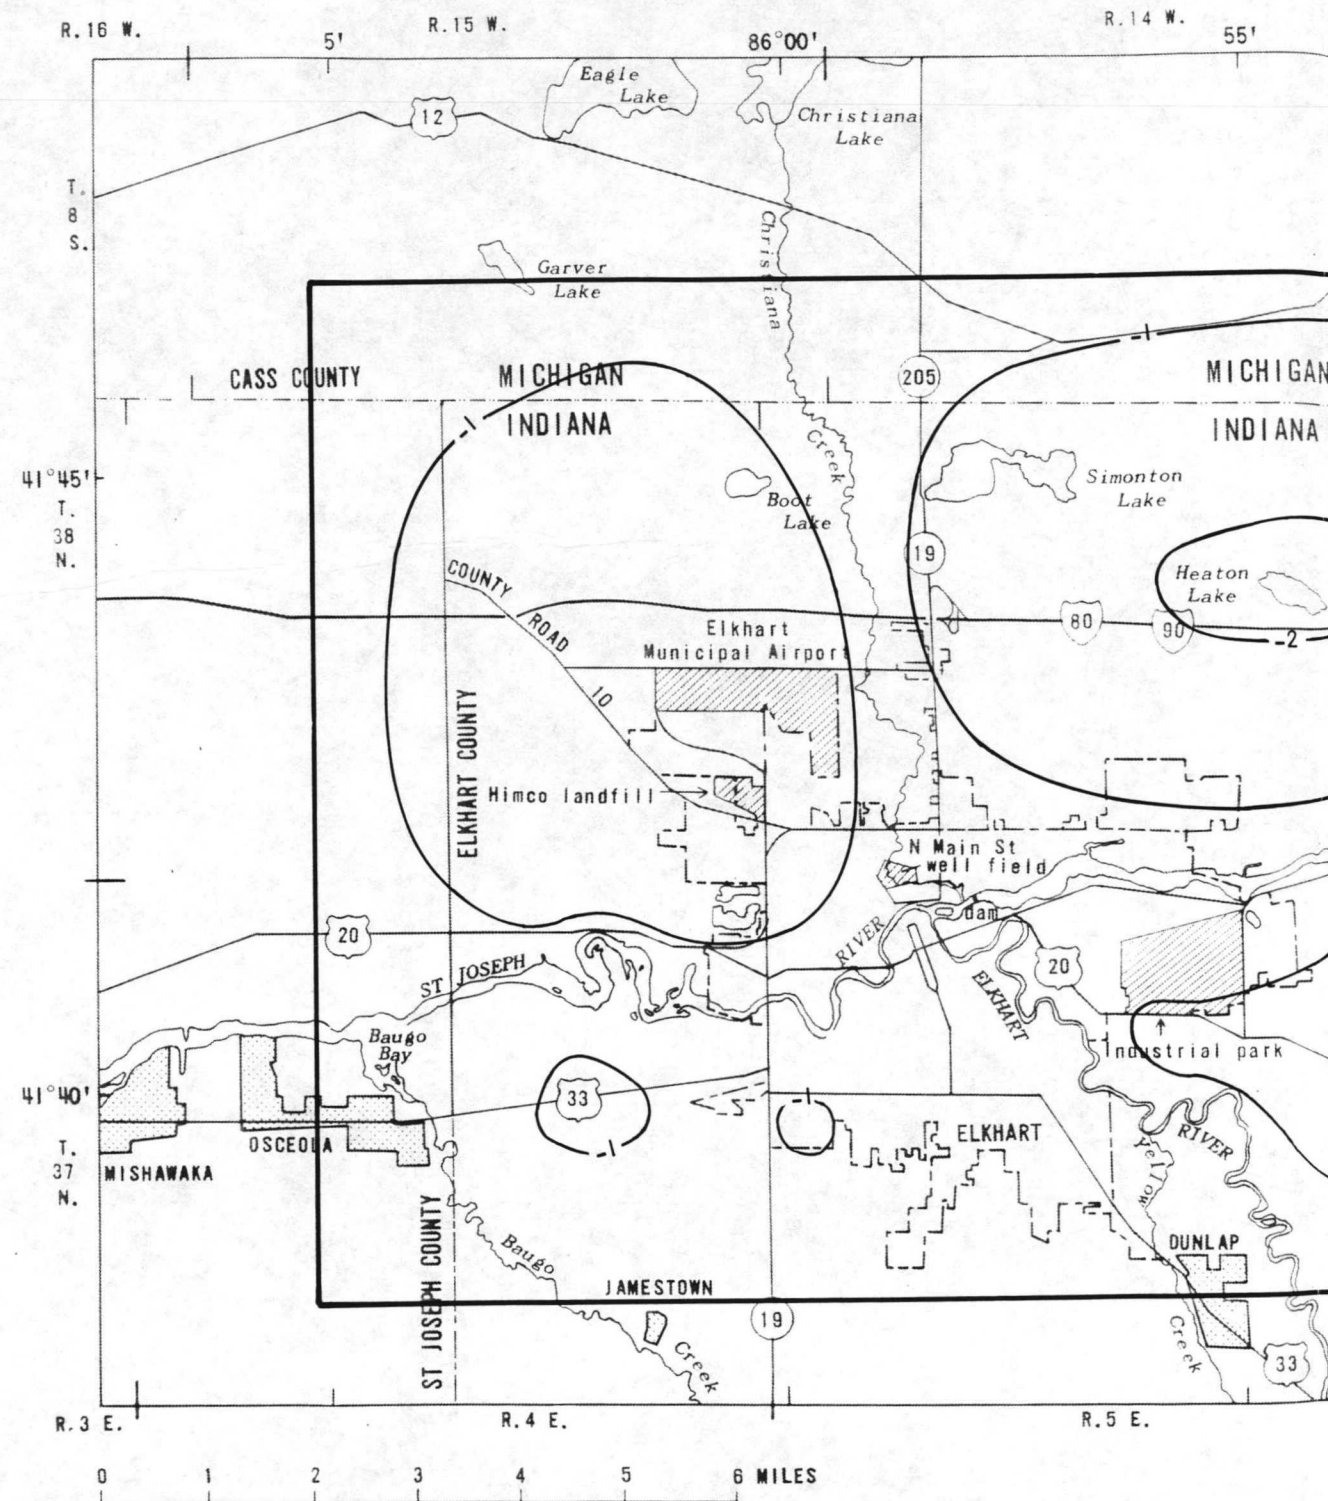 R.16 W.
5'
R.15 W.
86°00'
R.14 W.
55'
Eagle
Lake
12
Christiana
Lake
T.
8
S.
Christiana
Creek
Garver
Lake
CASS COUNTY
MICHIGAN
INDIANA
205
-1
-1
MICHIGAN
INDIANA
41°45'
T.
38
N.
Boot
Lake
Simonton
Lake
19
Heaton
Lake
COUNTY
ROAD
10
80
90
-2
Elkhart
Municipal Airport
ELKHART COUNTY
Himco landfill
N Main St
well field
dam
20
ST JOSEPH
RIVER
20
ELKHART
RIVER
Baugo
Bay
Industrial park
41°40'
33
-1
-1
T.
37
N.
MISHAWAKA
OSCEOLA
ELKHART
Yellow
Creek
DUNLAP
ST JOSEPH COUNTY
Baugo
Creek
JAMESTOWN
19
33
R.3 E.
R.4 E.
R.5 E.
0 1 2 3 4 5 6 MILES